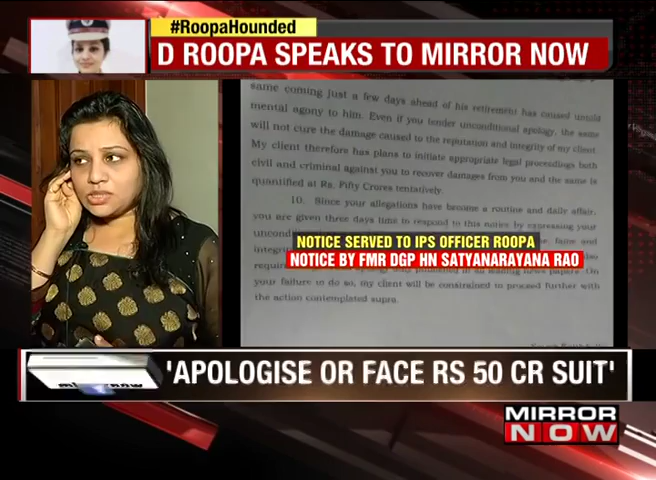 #RoopaHounded
D ROOPA SPEAKS TO MIRROR NOW
same coming just a few days ahead of his retirement has caused untold
mental agony to him. Even if you tender unconditional apology, the same
will not cure the damage caused to the reputation and integrity of my client.
My client therefore has plans to initiate appropriate legal proceedings both
civil and criminal against you to recover damages from you and the same is
quantified at Rs. Fifty Crores tentatively.
10. Since your allegations have become a routine and daily affair,
you are given three days time to respond to this notice by expressing your
NOTICE SERVED TO IPS OFFICER ROOPA
fame and
NOTICE BY FMR DGP HN SATYANARAYANA RAO
On
your failure to do so, my client will be constrained to proceed further with
the action contemplated supra.
'APOLOGISE OR FACE RS 50 CR SUIT'
MIRROR
NOW